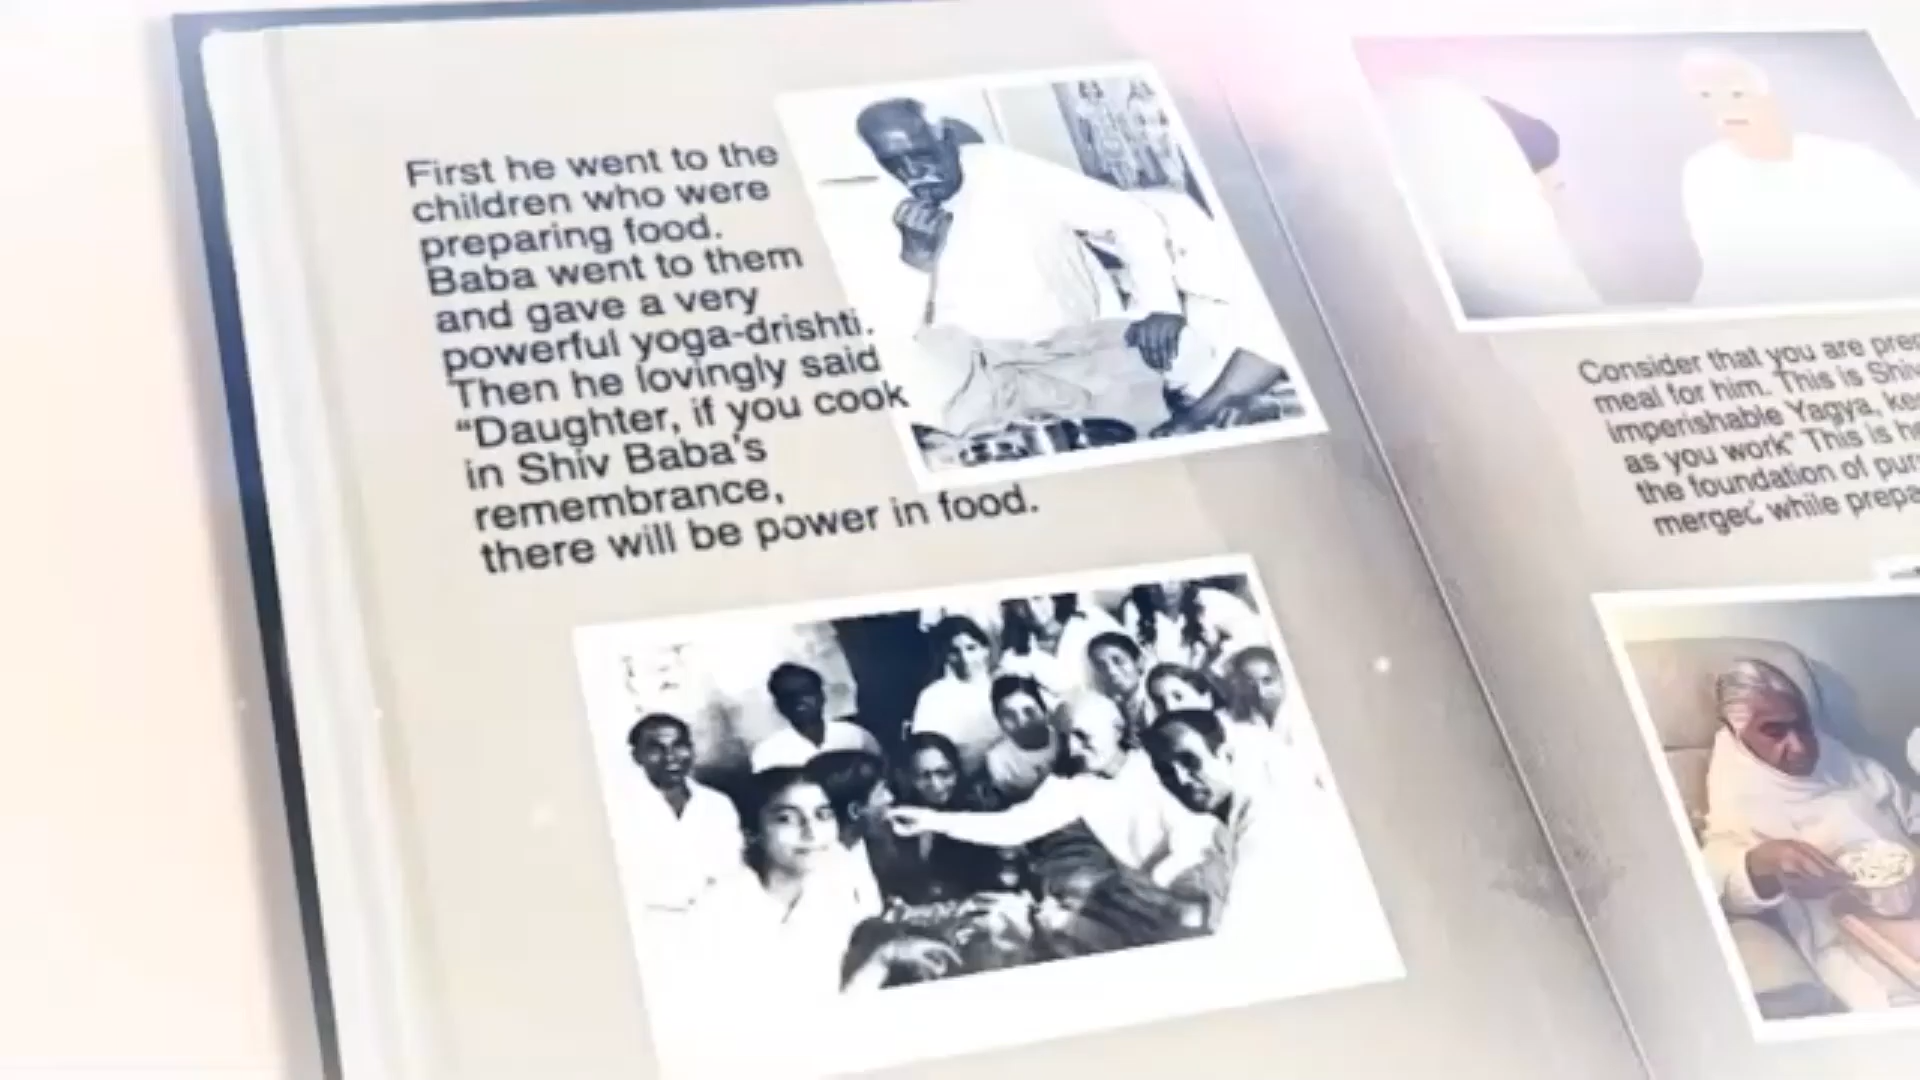 First he went to the
children who were
preparing food.
Baba went to them
and gave a very
powerful yoga-drishti.
Then he lovingly said
“Daughter, if you cook
in Shiv Baba's
remembrance,
there will be power in food.
Consider that you are
meal for him. This is
imperishable Yagya,
as you work" This is
the foundation of
merged while